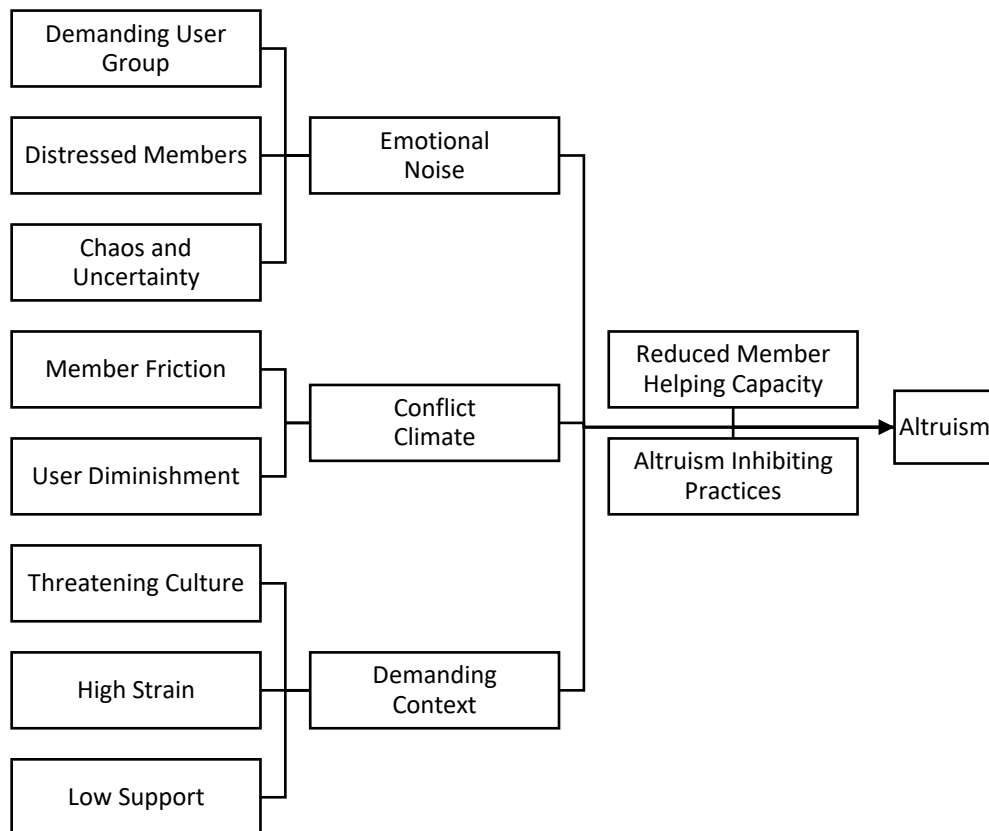 Demanding User
Group
Distressed Members
Chaos and
Uncertainty
Emotional
Noise
Member Friction
User Diminishment
Conflict
Climate
Threatening Culture
High Strain
Low Support
Demanding
Context
Reduced Member
Helping Capacity
Altruism Inhibiting
Practices
Altruism